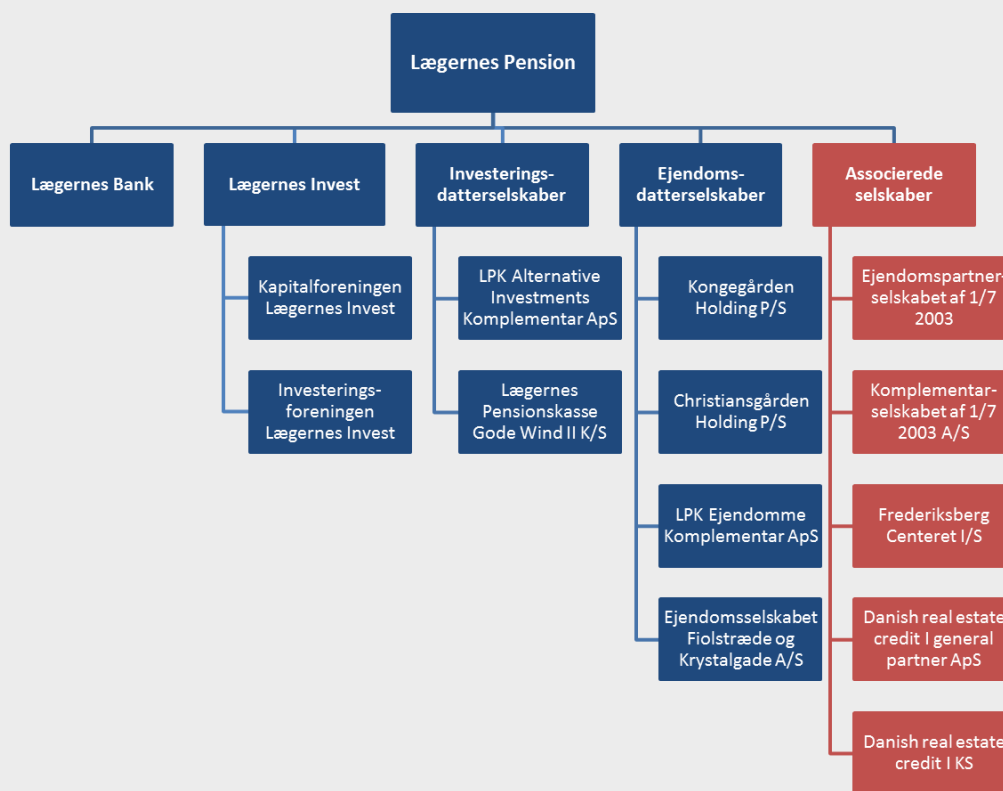 Lægernes Pension
Lægernes Bank
Lægernes Invest
Kapitalforeningen
Lægernes Invest
Investerings-
foreningen
Lægernes Invest
Investerings-
datterselskaber
LPK Alternative
Investments
Komplementar ApS
Lægernes
Pensionskasse
Gode Wind II K/S
Ejendoms-
datterselskaber
Kongegården
Holding P/S
Christiansgården
Holding P/S
LPK Ejendomme
Komplementar ApS
Ejendomsselskabet
Fiolstræde og
Krystalgade A/S
Associerede
selskaber
Ejendomspartner-
selskabet af 1/7
2003
Komplementar-
selskabet af 1/7
2003 A/S
Frederiksberg
Centeret I/S
Danish real estate
credit I general
partner ApS
Danish real estate
credit I KS